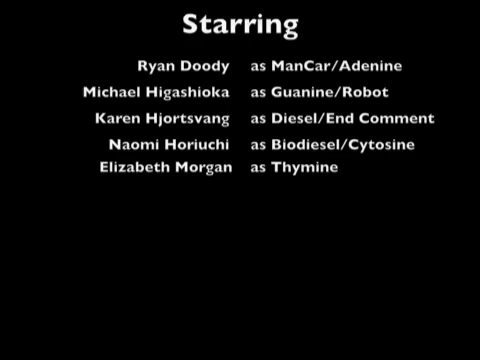 Starring
Ryan Doody as ManCar/Adenine
Michael Higashioka as Guanine/Robot
Karen Hjortsvang as Diesel/End Comment
Naomi Horiuchi as Biodiesel/Cytosine
Elizabeth Morgan as Thymine